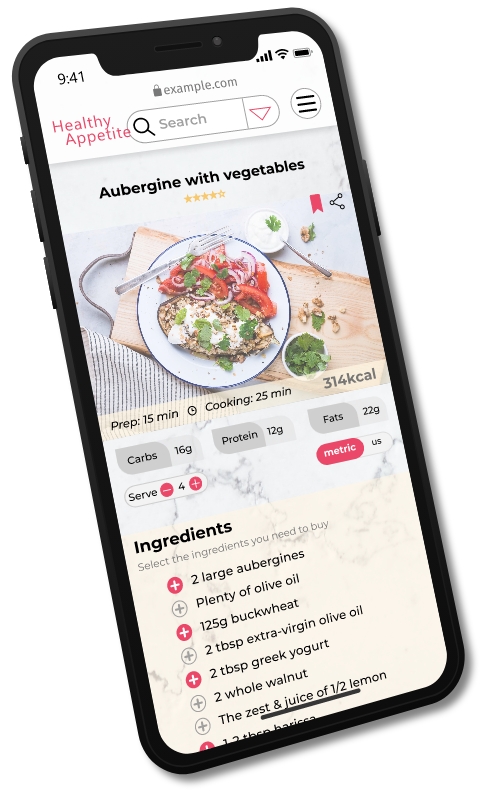 9:41
example.com
Healthy
Appetite
Search
Aubergine with vegetables
314kcal
Prep: 15 min Cooking: 25 min
Carbs 16g Protein 12g Fats 22g
metric us
Serve 4
Ingredients
Select the ingredients you need to buy
2 large aubergines
Plenty of olive oil
125g buckwheat
2 tbsp extra-virgin olive oil
2 tbsp greek yogurt
2 whole walnut
The zest & juice of 1/2 lemon
1-2 tbsp harissa